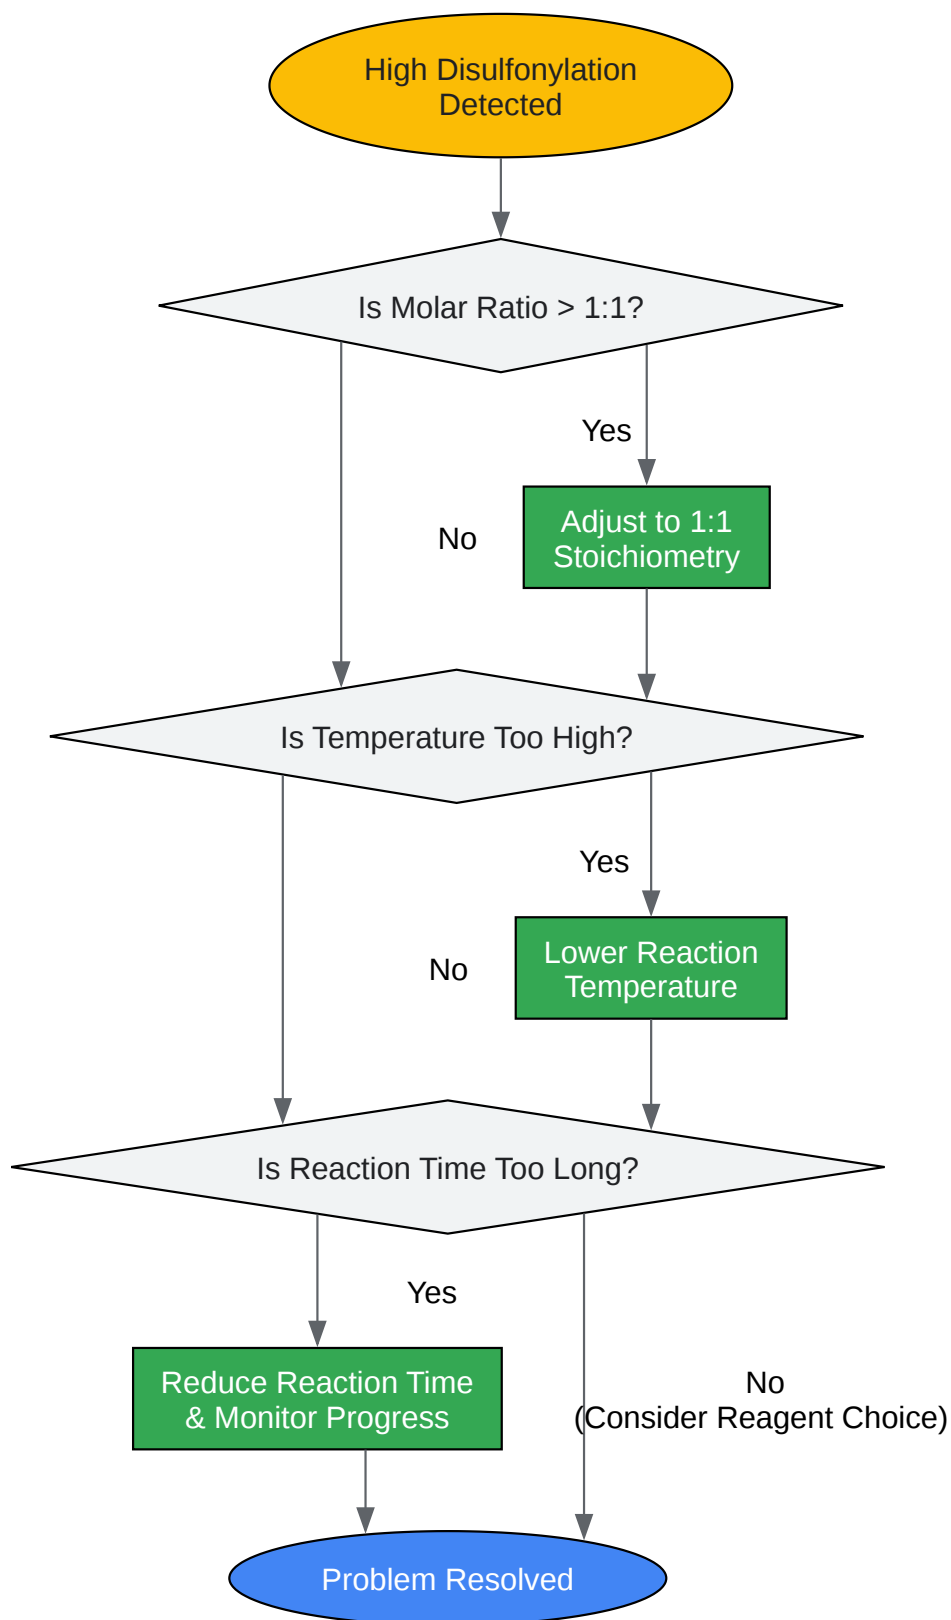 High Disulfonylation
Detected
Is Molar Ratio > 1:1?
Yes
Adjust to 1:1
Stoichiometry
No
Is Temperature Too High?
Yes
Lower Reaction
Temperature
No
Is Reaction Time Too Long?
Yes
Reduce Reaction Time
& Monitor Progress
No
(Consider Reagent Choice)
Problem Resolved